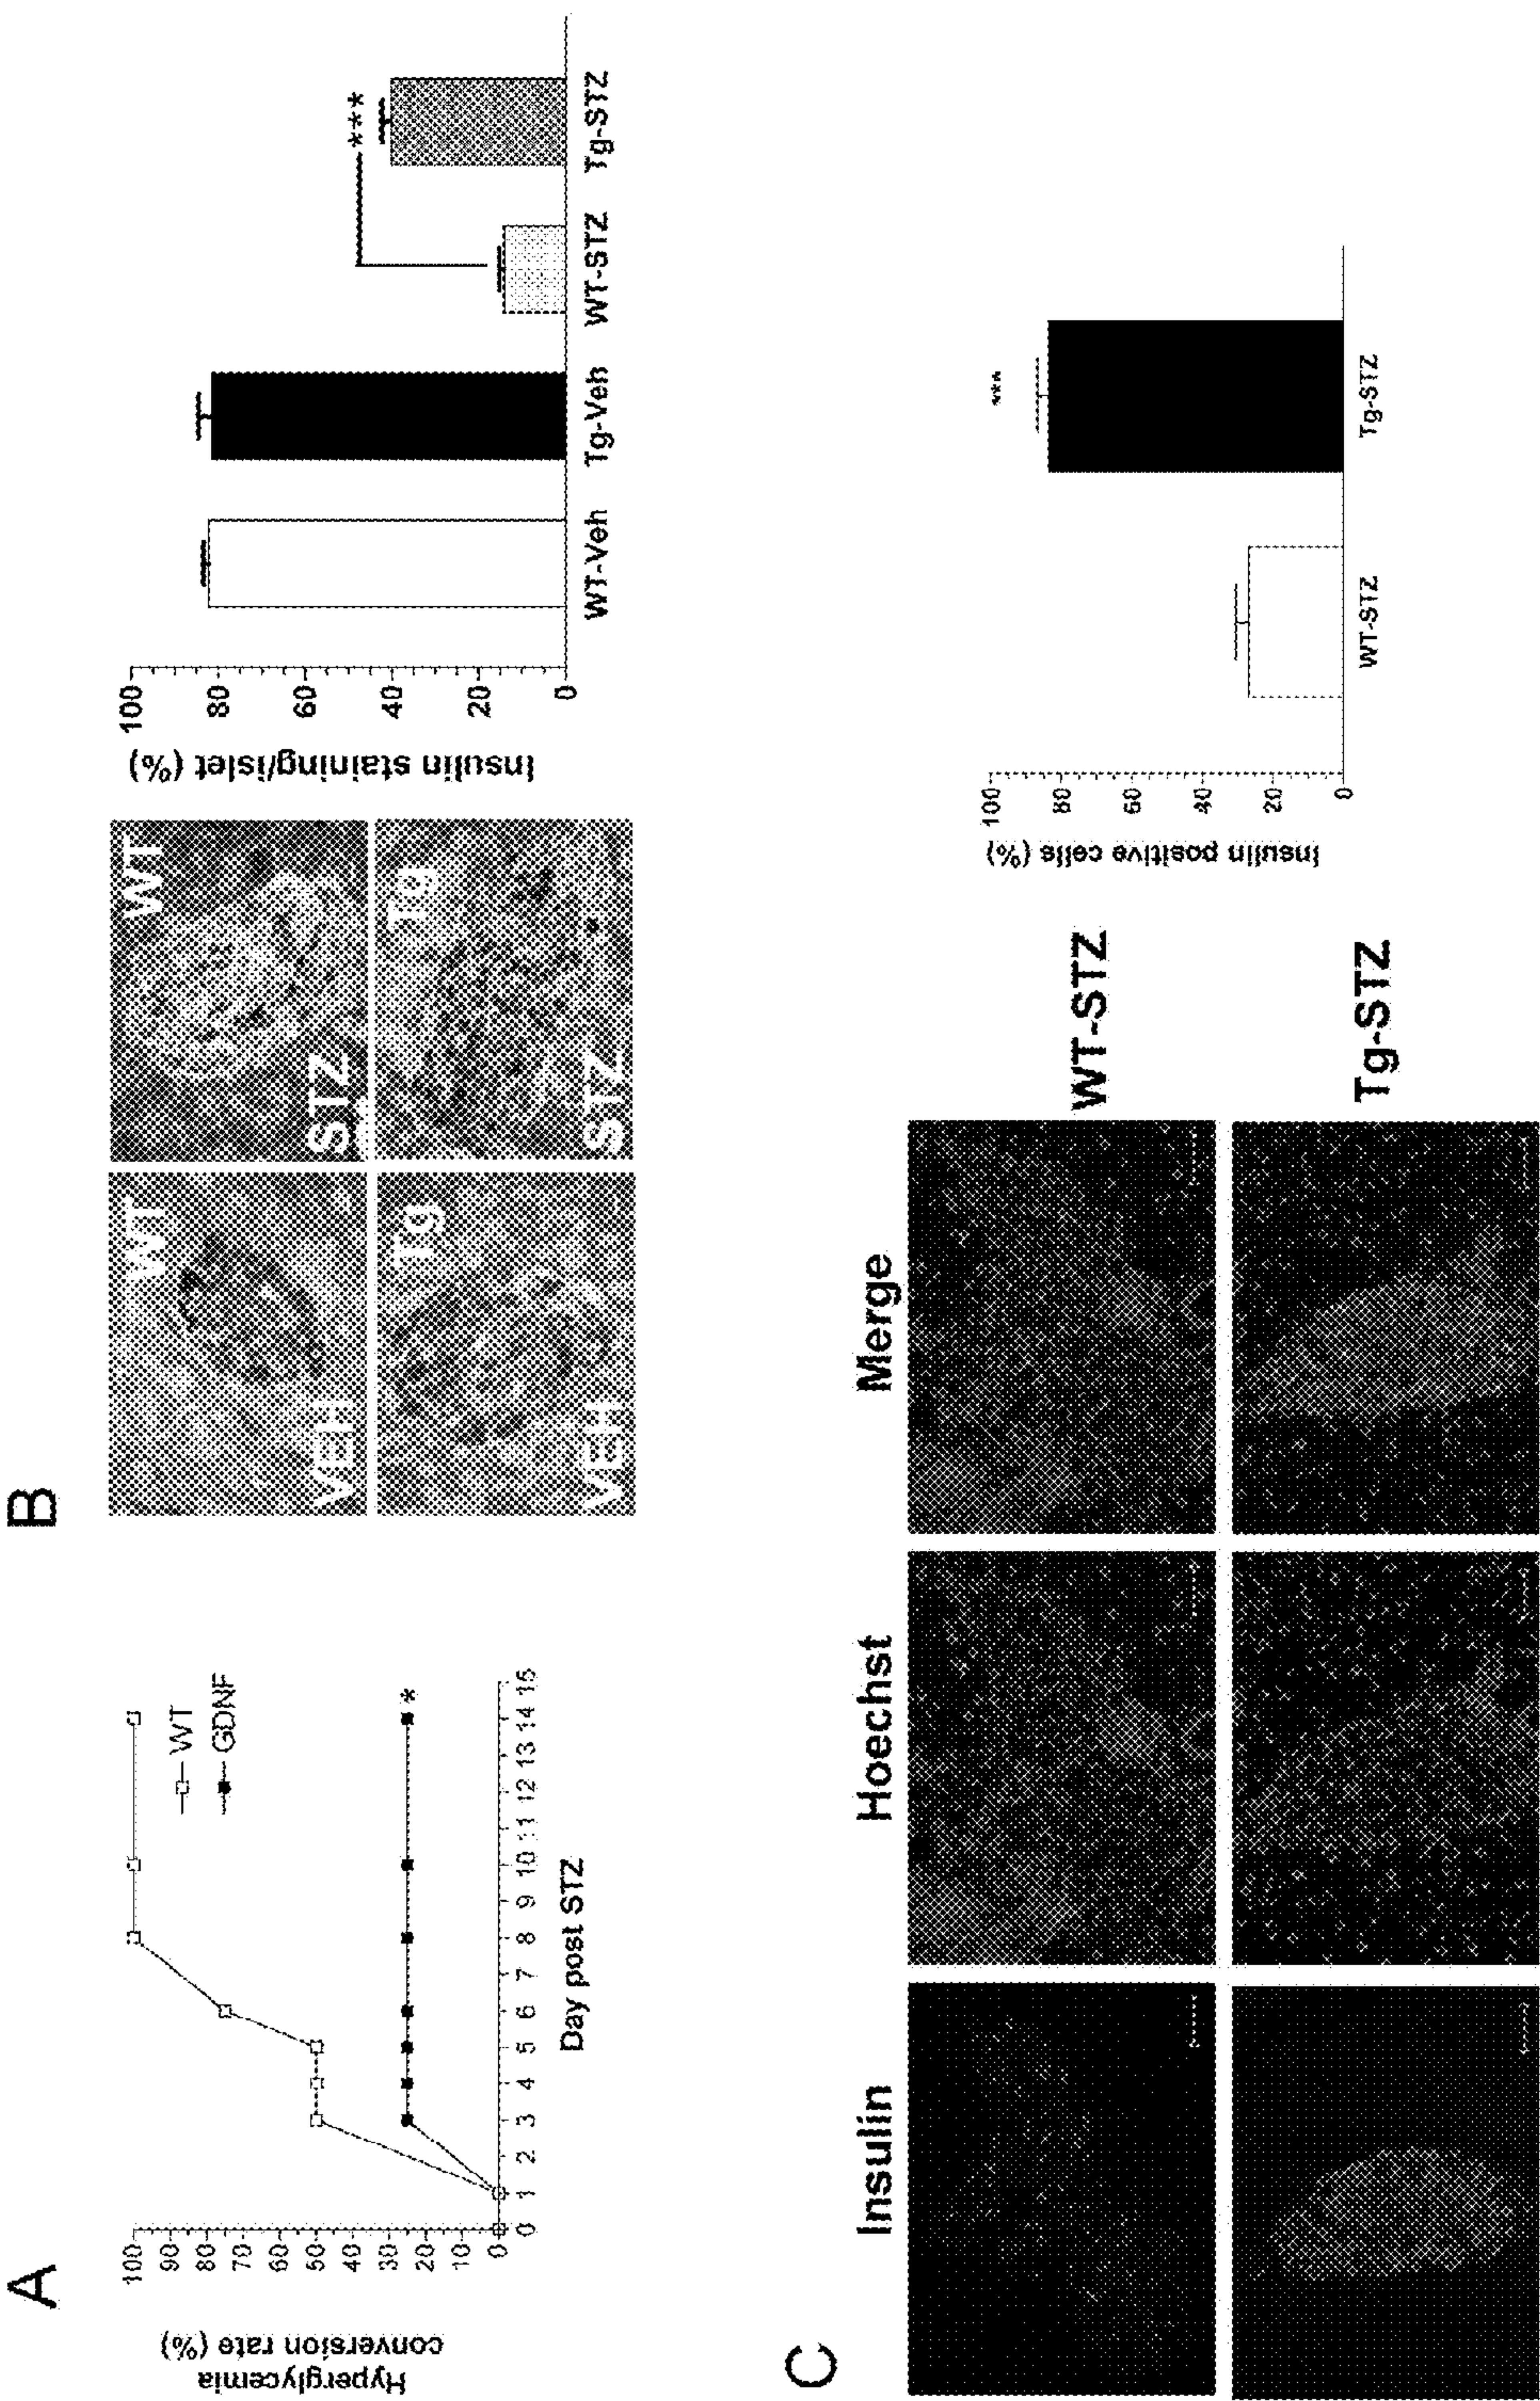 A
Hyperglycemia
conversion rate (%)
100
90
80
70
60
50
40
30
20
10
0
WT
GDNF
*
0 1 2 3 4 5 6 7 8 9 10 11 12 13 14 15
Day post STZ
B
WT
VEH
WT
STZ
Tg
VEH
Tg
STZ
Insulin staining/islet (%)
100
80
60
40
20
0
***
WT-Veh Tg-Veh WT-STZ Tg-STZ
C
Insulin Hoechst Merge
WT-STZ
Tg-STZ
Insulin positive cells (%)
100
80
60
40
20
0
***
WT-STZ Tg-STZ